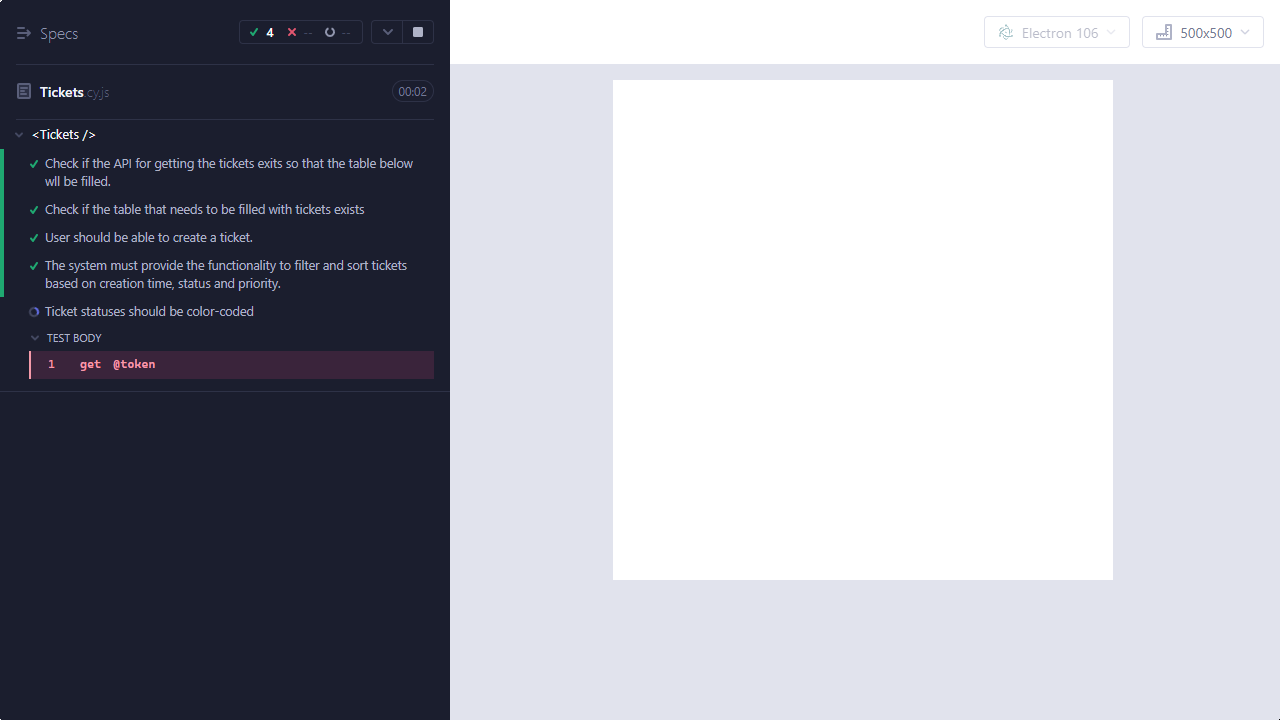 Specs
4
--
--
Electron 106
500x500
Tickets.cy.js
00:02
<Tickets />
Check if the API for getting the tickets exits so that the table below
wll be filled.
Check if the table that needs to be filled with tickets exists
User should be able to create a ticket.
The system must provide the functionality to filter and sort tickets
based on creation time, status and priority.
Ticket statuses should be color-coded
TEST BODY
1 get @token